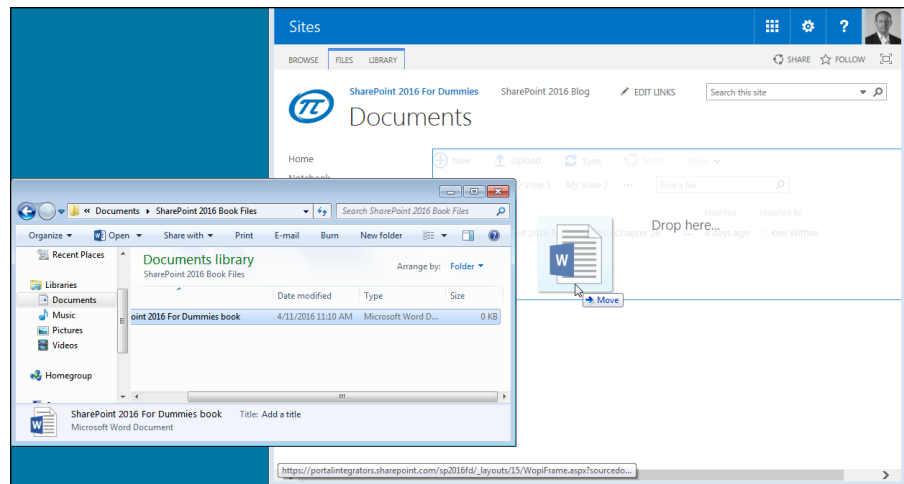 Sites
?
BROWSE FILES LIBRARY SHARE FOLLOW
SharePoint 2016 For Dummies SharePoint 2016 Blog EDIT LINKS Search this site
Documents
Home
New Upload Sync Share More
Notebook
View 1 My View 2 ••• Find a file
Modified Modified By
Drop here...
Chapter 16 days ago Ken Withee
W
Move
« Documents SharePoint 2016 Book Files Search SharePoint 2016 Book Files
Organize Open Share with Print E-mail Burn New folder ?
Recent Places
Libraries
Documents
Music
Pictures
Videos
Homegroup
Documents library
SharePoint 2016 Book Files
Arrange by: Folder
Date modified Type Size
oint 2016 For Dummies book 4/11/2016 11:10 AM Microsoft Word D... 0 KB
SharePoint 2016 For Dummies book Title: Add a title
Microsoft Word Document
https://portalintegrators.sharepoint.com/sp2016fd/_layouts/15/WopiFrame.aspx?sourcedo...